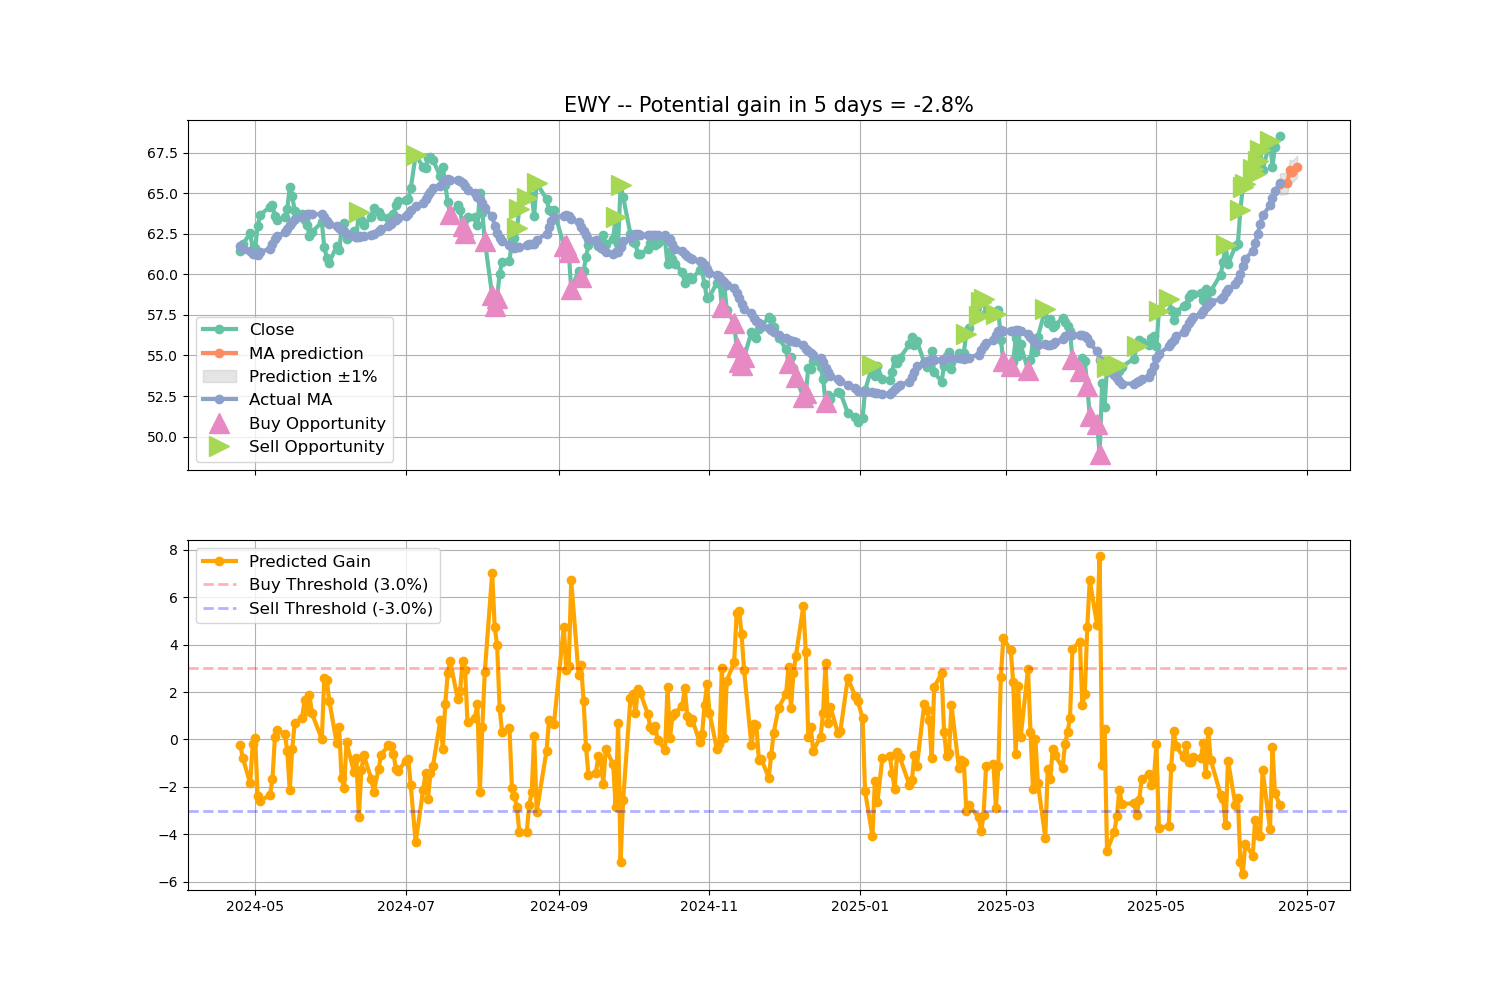 EWY -- Potential gain in 5 days = -2.8%
67.5
65.0
62.5
60.0
57.5
55.0
52.5
50.0
Close
MA prediction
Prediction ±1%
Actual MA
Buy Opportunity
Sell Opportunity
8
6
4
2
0
−2
−4
−6
Predicted Gain
Buy Threshold (3.0%)
Sell Threshold (-3.0%)
2024-05
2024-07
2024-09
2024-11
2025-01
2025-03
2025-05
2025-07